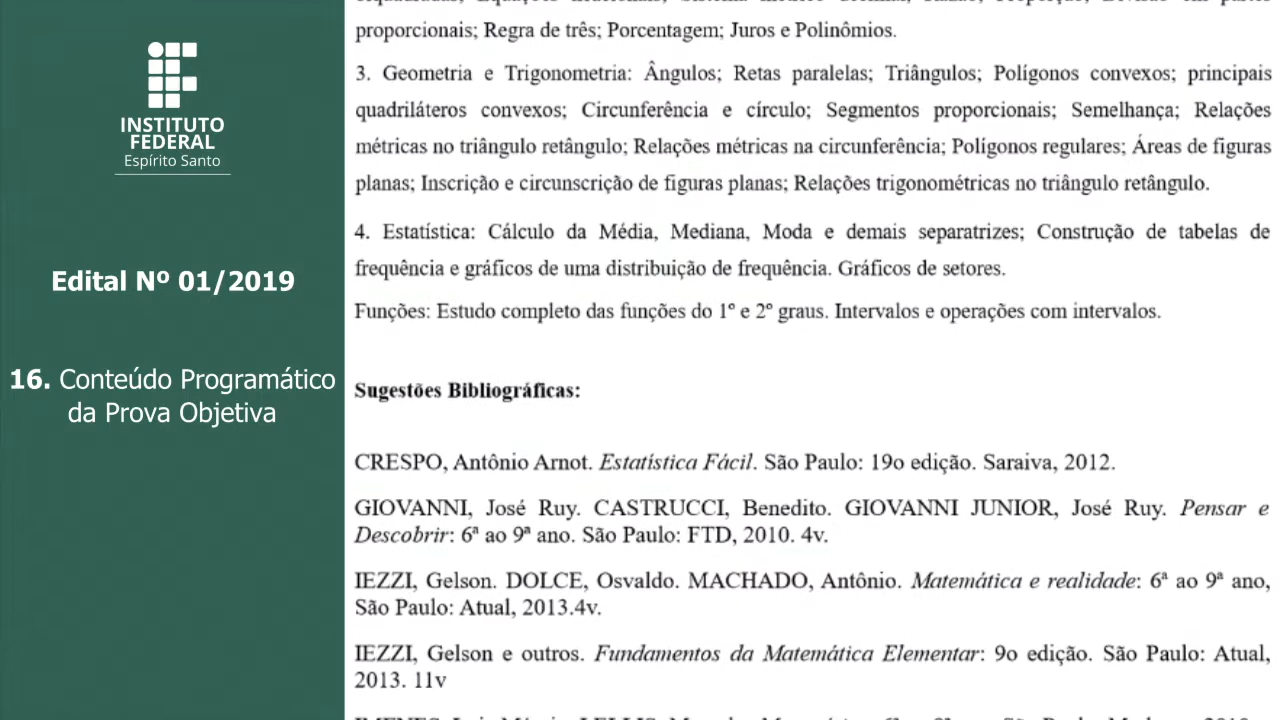 INSTITUTO
FEDERAL
Espírito Santo
Edital Nº 01/2019
16. Conteúdo Programático
da Prova Objetiva
proporcionais; Regra de três; Porcentagem; Juros e Polinômios.
3. Geometria e Trigonometria: Ângulos; Retas paralelas; Triângulos; Polígonos convexos; principais
quadriláteros convexos; Circunferência e círculo; Segmentos proporcionais; Semelhança; Relações
métricas no triângulo retângulo; Relações métricas na circunferência; Polígonos regulares; Áreas de figuras
planas; Inscrição e circunscrição de figuras planas; Relações trigonométricas no triângulo retângulo.
4. Estatística: Cálculo da Média, Mediana, Moda e demais separatrizes; Construção de tabelas de
frequência e gráficos de uma distribuição de frequência. Gráficos de setores.
Funções: Estudo completo das funções do 1º e 2º graus. Intervalos e operações com intervalos.
Sugestões Bibliográficas:
CRESPO, Antônio Arnot. Estatística Fácil. São Paulo: 19o edição. Saraiva, 2012.
GIOVANNI, José Ruy. CASTRUCCI, Benedito. GIOVANNI JUNIOR, José Ruy. Pensar e
Descobrir: 6ª ao 9ª ano. São Paulo: FTD, 2010. 4v.
IEZZI, Gelson. DOLCE, Osvaldo. MACHADO, Antônio. Matemática e realidade: 6ª ao 9ª ano,
São Paulo: Atual, 2013.4v.
IEZZI, Gelson e outros. Fundamentos da Matemática Elementar: 9o edição. São Paulo: Atual,
2013. 11v